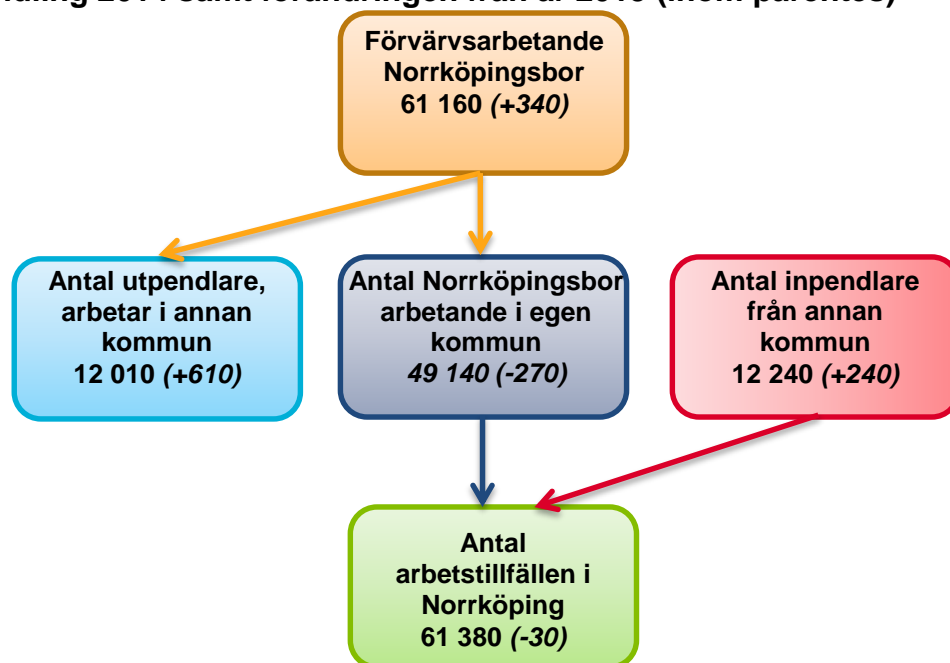 Förvärvsarbetande
Norrköpingsbor
61 160 (+340)
Antal utpendlare,
arbetar i annan
kommun
12 010 (+610)
Antal Norrköpingsbor
arbetande i egen
kommun
49 140 (-270)
Antal inpendlare
från annan
kommun
12 240 (+240)
Antal
arbetstillfällen i
Norrköping
61 380 (-30)